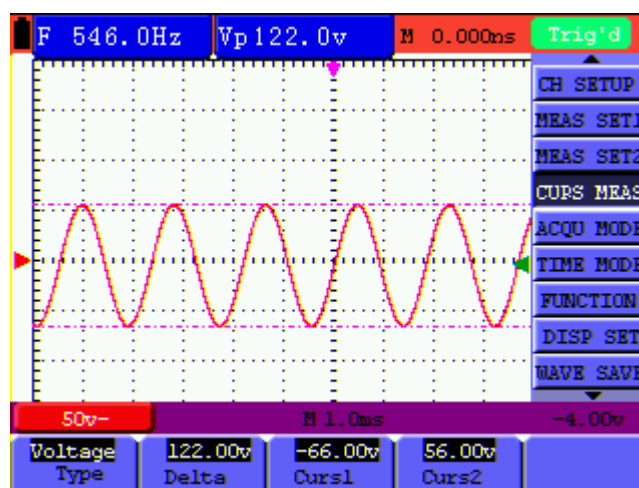 F 546.0Hz Vp122.0v M 0.000ns Trig'd
CH SETUP
MEAS SET1
MEAS SET2
CURS MEAS
ACQU MODE
TIME MODE
FUNCTION
DISP SET
WAVE SAVE
50v~ M 1.0ms -4.00v
Voltage 122.00v -66.00v 56.00v
Type Delta Curs1 Curs2